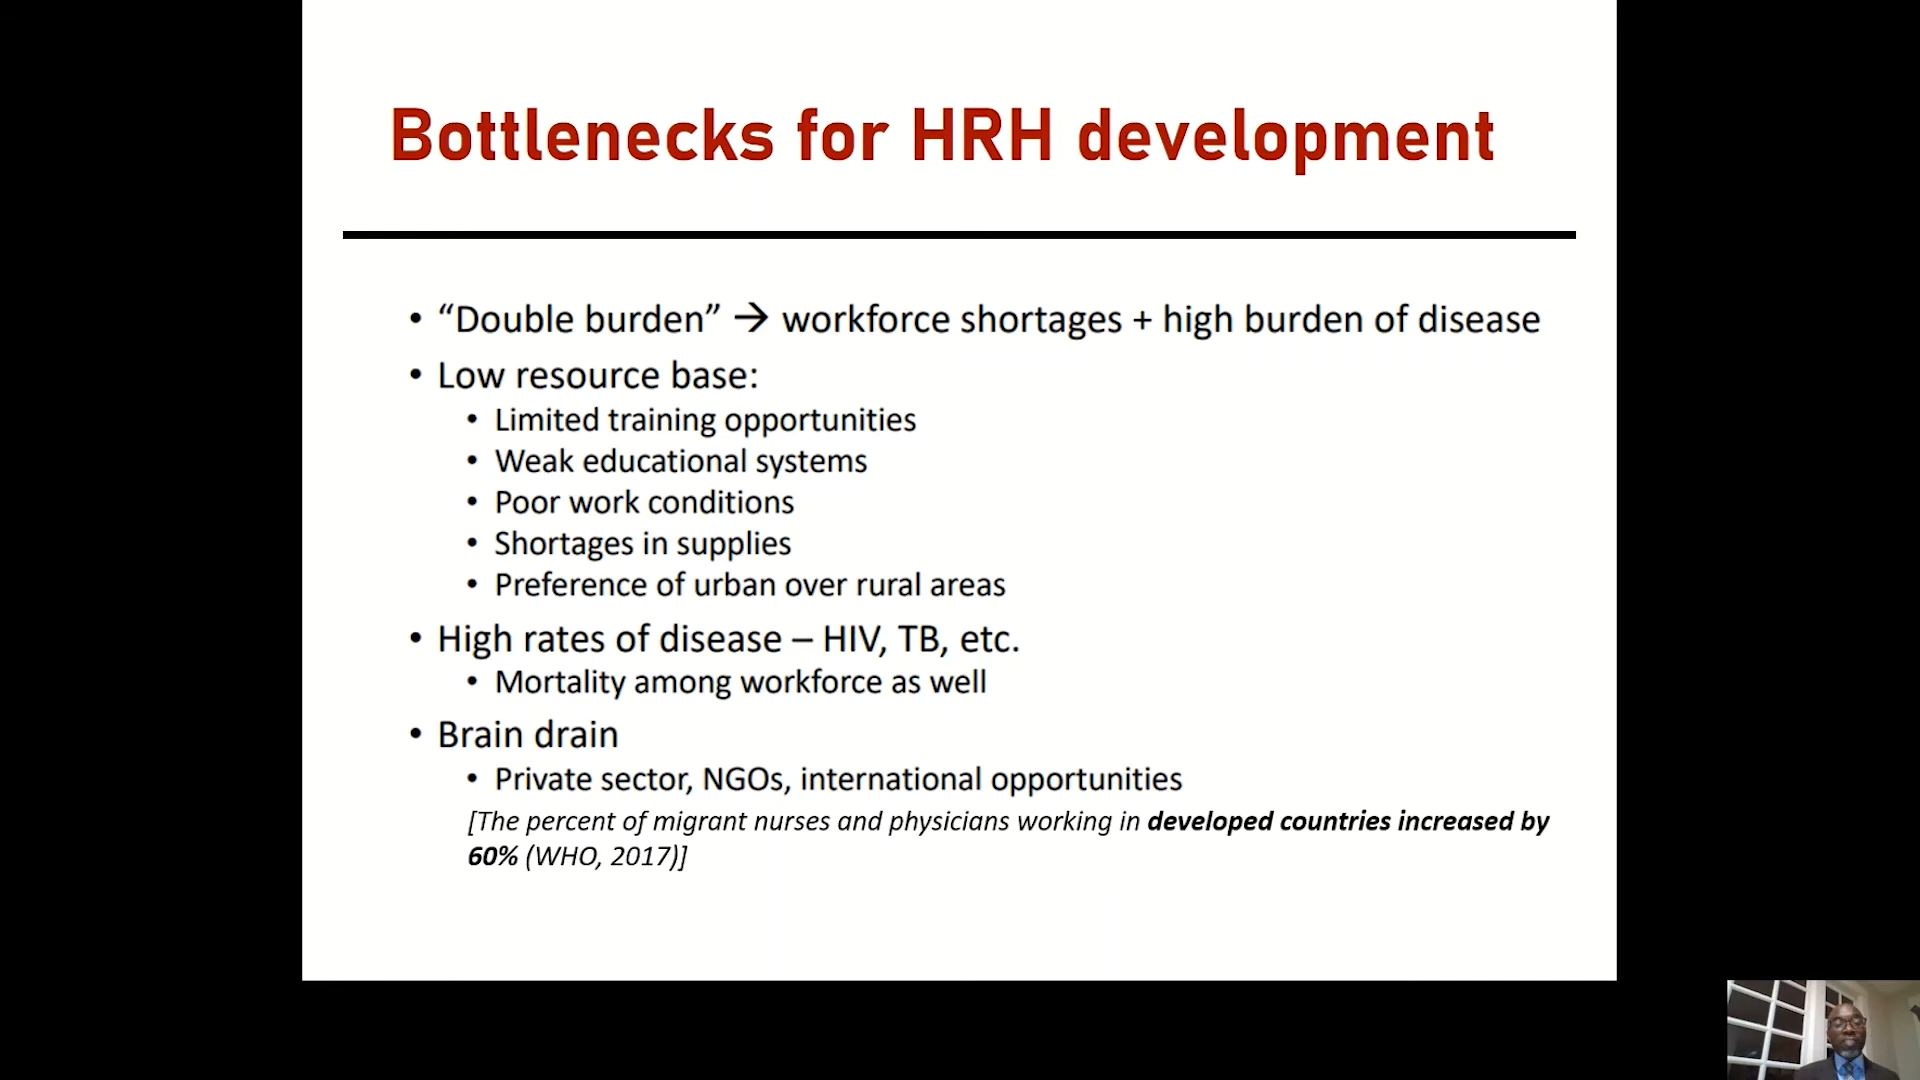 Bottlenecks for HRH development
• “Double burden” → workforce shortages + high burden of disease
• Low resource base:
• Limited training opportunities
• Weak educational systems
• Poor work conditions
• Shortages in supplies
• Preference of urban over rural areas
• High rates of disease – HIV, TB, etc.
• Mortality among workforce as well
• Brain drain
• Private sector, NGOs, international opportunities
[The percent of migrant nurses and physicians working in developed countries increased by
60% (WHO, 2017)]